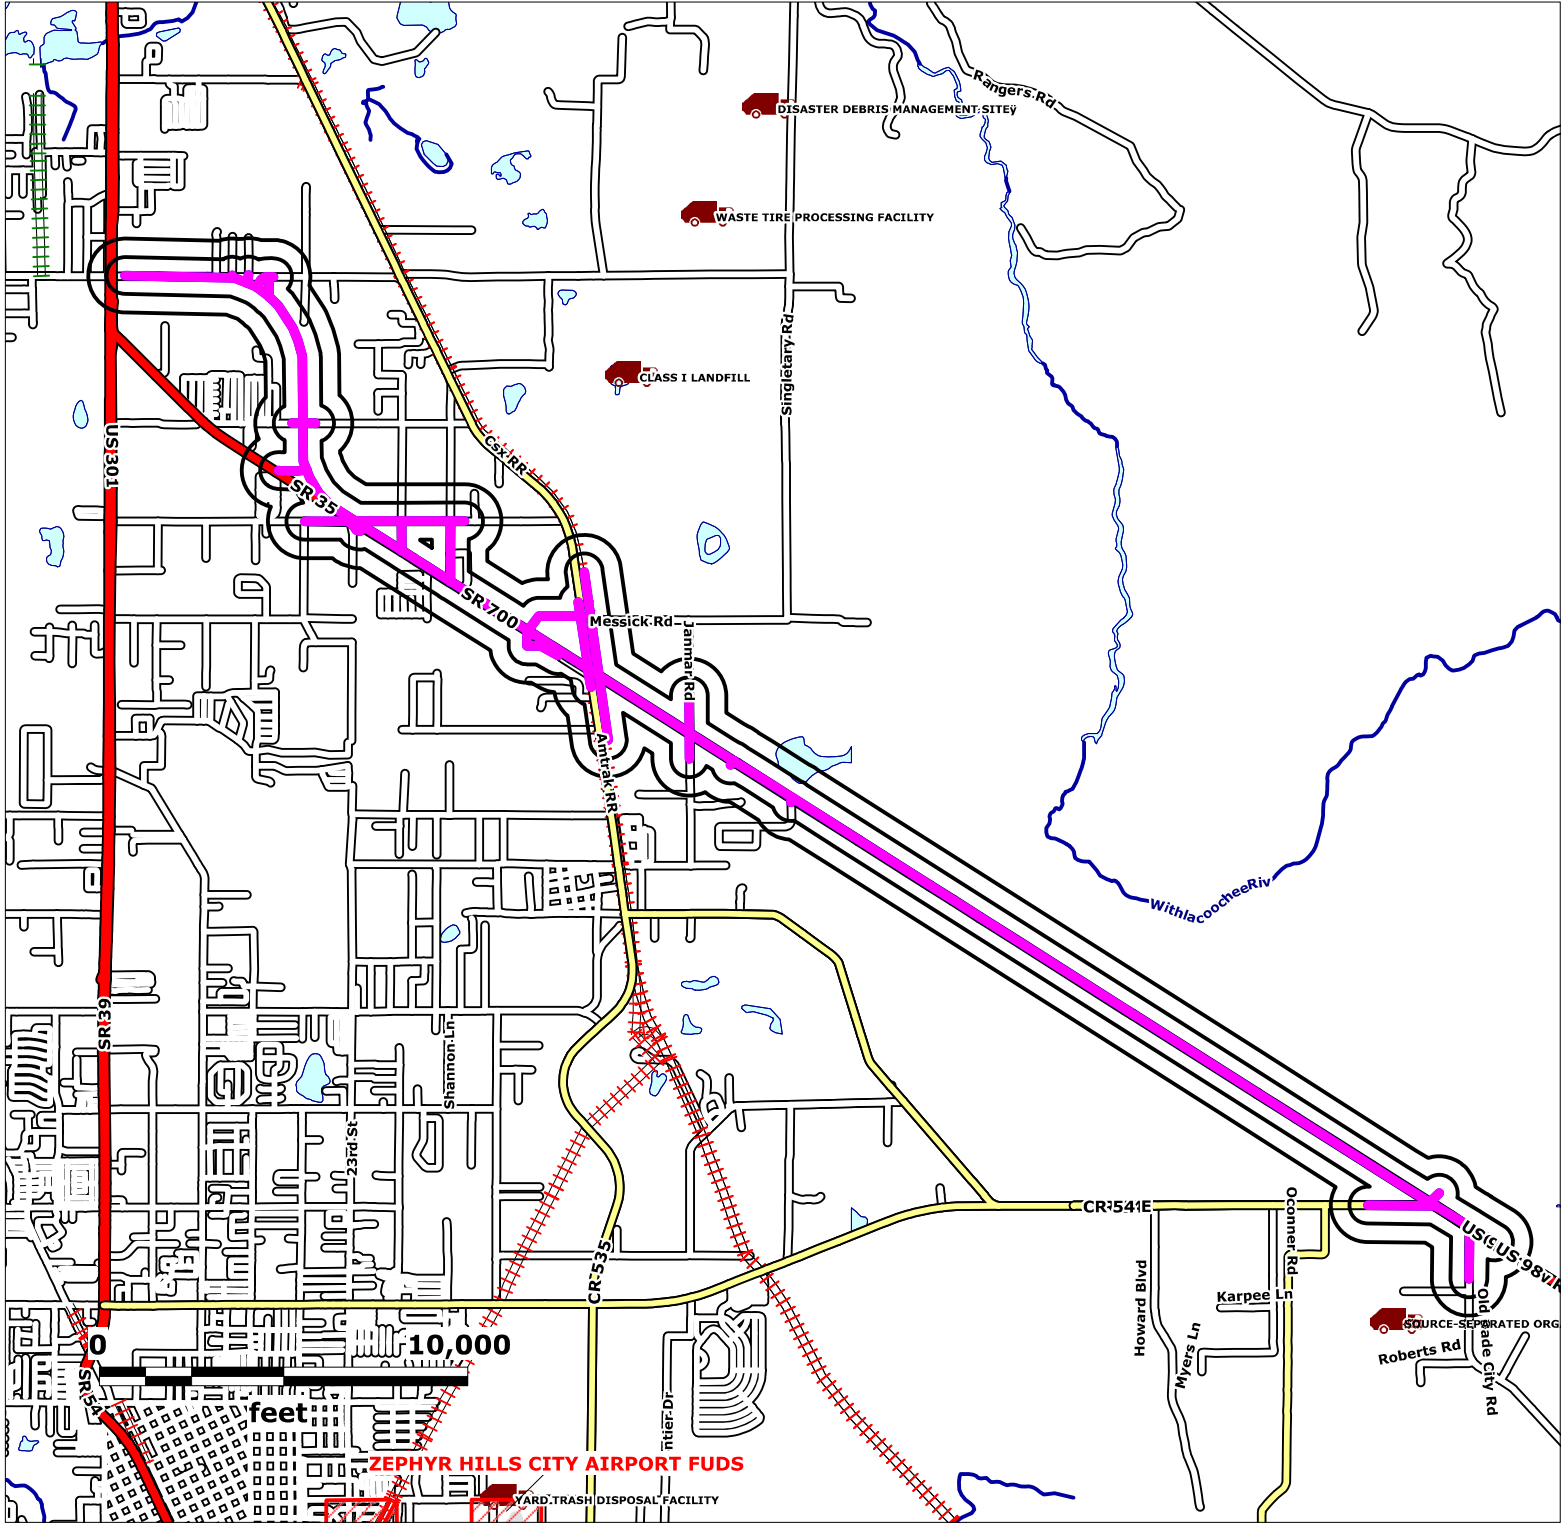 Rangers Rd
DISASTER DEBRIS MANAGEMENT SITEÿ
WASTE TIRE PROCESSING FACILITY
Singletary Rd
CLASS I LANDFILL
US 301
Csx RR
SR 35
SR 700
Messick Rd
Janmar Rd
Amtrak RR
WithlacoocheeRiv
SR 39
Shannon Ln
23rd St
CR 535
CR 54 E
Oconner Rd
US 98
Howard Blvd
Karpee Ln
Myers Ln
SOURCE-SEPARATED ORG
Roberts Rd
Old Dade City Rd
0 10,000
feet
SR 54
ntier Dr
ZEPHYR HILLS CITY AIRPORT FUDS
YARD TRASH DISPOSAL FACILITY